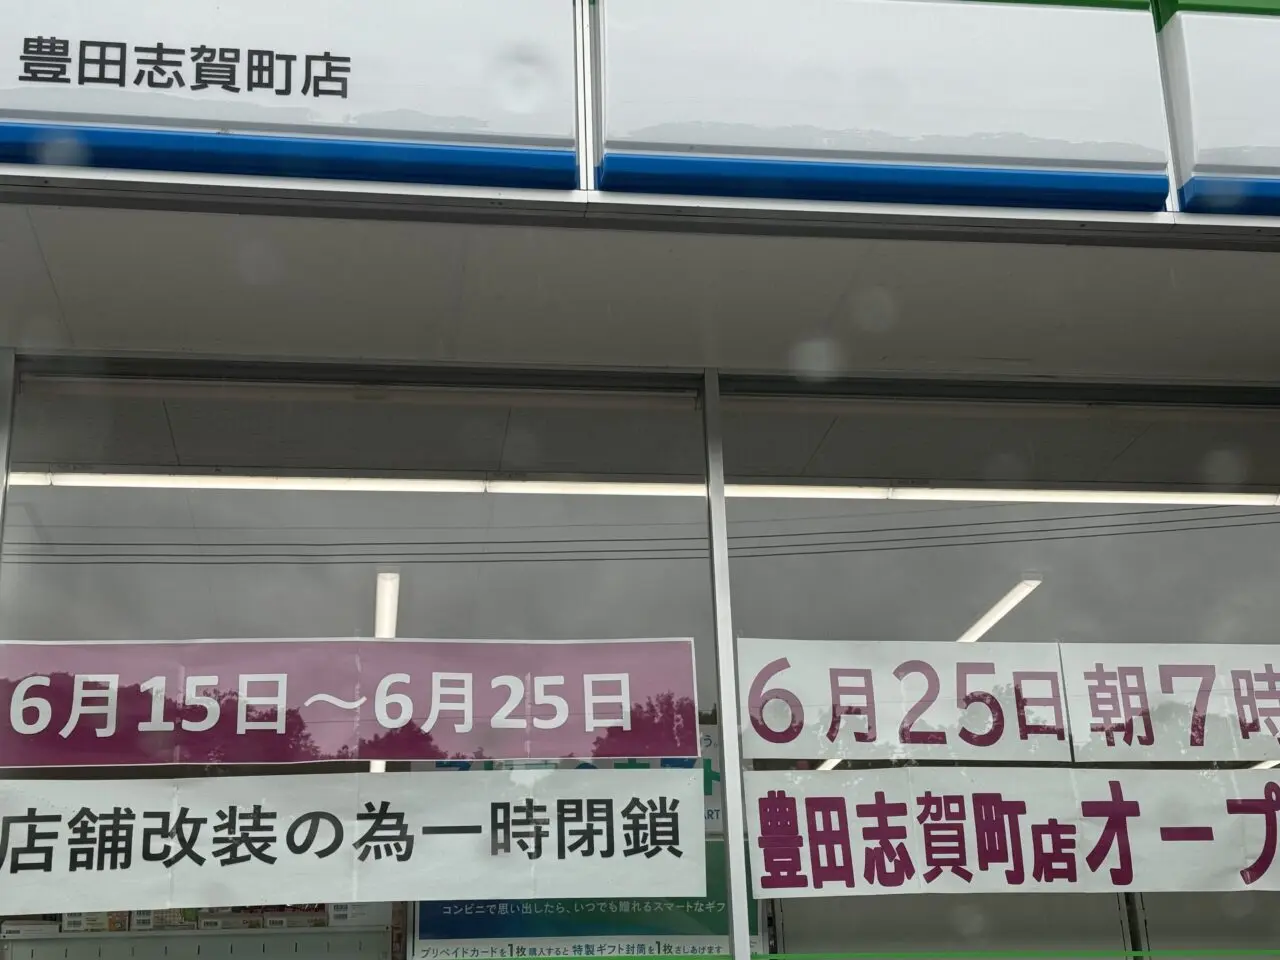 豊田志賀町店
6月15日～6月25日
店舗改装の為一時閉鎖
6月25日 朝7時
豊田志賀町店オープ
ART
コンビニで思い出したら、いつでも贈れるスマートなギフ
プリペイドカードを1枚購入すると 特製ギフト封筒を1枚さしあげます